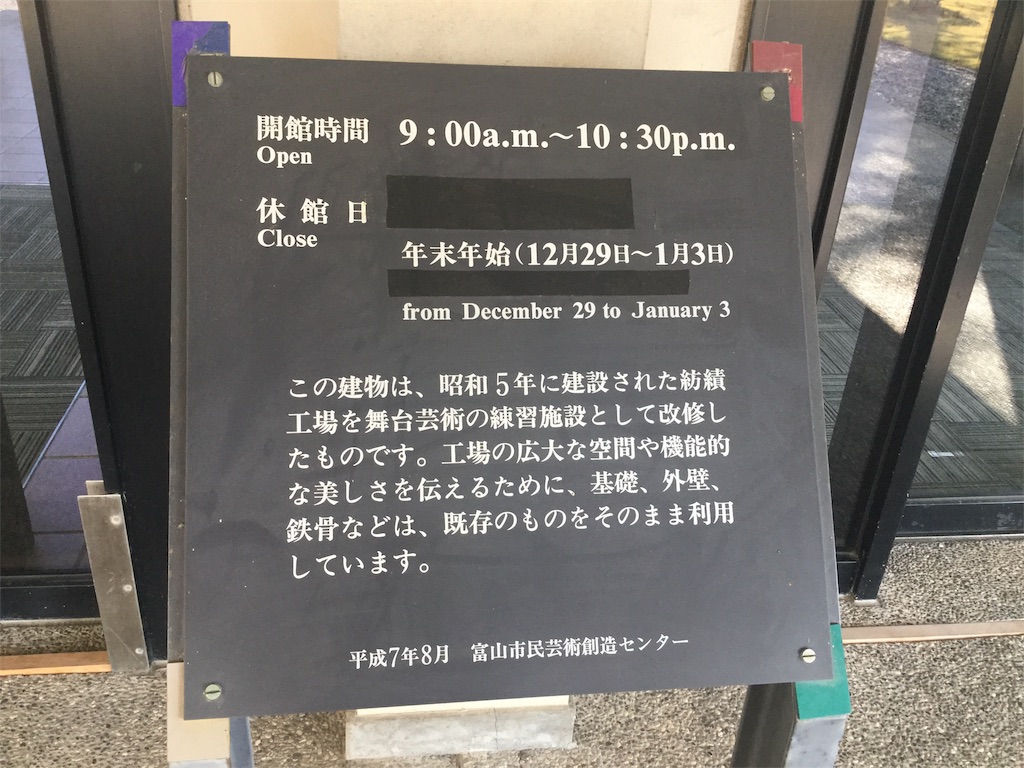 開館時間 9:00a.m.〜10:30p.m.
Open
休館日
Close
年末年始(12月29日〜1月3日)
from December 29 to January 3
この建物は、昭和5年に建設された紡績
工場を舞台芸術の練習施設として改修し
たものです。工場の広大な空間や機能的
な美しさを伝えるために、基礎、外壁、
鉄骨などは、既存のものをそのまま利用
しています。
平成7年8月 富山市民芸術創造センター